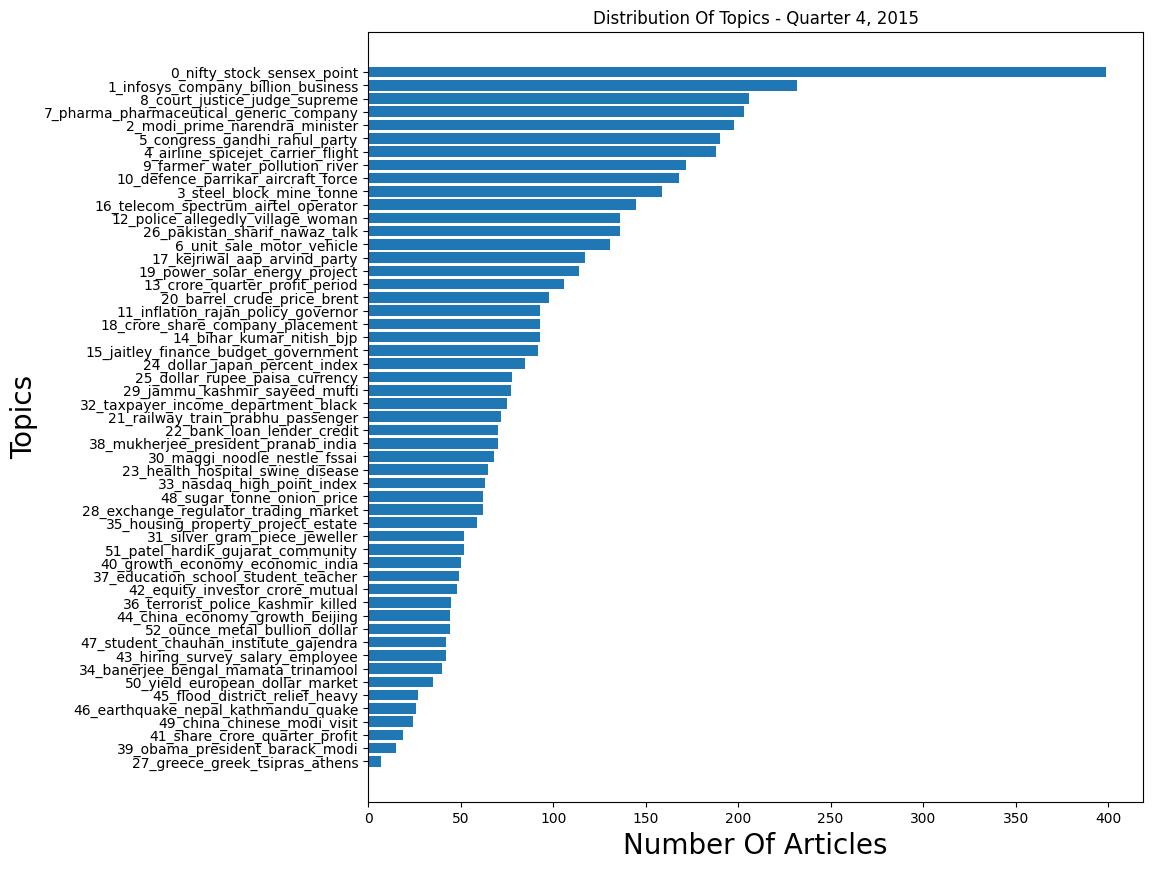 Distribution Of Topics - Quarter 4, 2015
0_nifty_stock_sensex_point
1_infosys_company_billion_business
8_court_justice_judge_supreme
7_pharma_pharmaceutical_generic_company
2_modi_prime_narendra_minister
5_congress_gandhi_rahul_party
4_airline_spicejet_carrier_flight
9_farmer_water_pollution_river
10_defence_parrikar_aircraft_force
3_steel_block_mine_tonne
16_telecom_spectrum_airtel_operator
12_police_allegedly_village_woman
26_pakistan_sharif_nawaz_talk
6_unit_sale_motor_vehicle
17_kejriwal_aap_arvind_party
19_power_solar_energy_project
13_crore_quarter_profit_period
20_barrel_crude_price_brent
11_inflation_rajan_policy_governor
18_crore_share_company_placement
14_bihar_kumar_nitish_bjp
15_jaitley_finance_budget_government
24_dollar_japan_percent_index
25_dollar_rupee_paisa_currency
29_jammu_kashmir_sayeed_mufti
32_taxpayer_income_department_black
21_railway_train_prabhu_passenger
22_bank_loan_lender_credit
38_mukherjee_president_pranab_india
30_maggi_noodle_nestle_fssai
23_health_hospital_swine_disease
33_nasdaq_high_point_index
48_sugar_tonne_onion_price
28_exchange_regulator_trading_market
35_housing_property_project_estate
31_silver_gram_piece_jeweller
51_patel_hardik_gujarat_community
40_growth_economy_economic_india
37_education_school_student_teacher
42_equity_investor_crore_mutual
36_terrorist_police_kashmir_killed
44_china_economy_growth_beijing
52_ounce_metal_bullion_dollar
47_student_chauhan_institute_gajendra
43_hiring_survey_salary_employee
34_banerjee_bengal_mamata_trinamool
50_yield_european_dollar_market
45_flood_district_relief_heavy
46_earthquake_nepal_kathmandu_quake
49_china_chinese_modi_visit
41_share_crore_quarter_profit
39_obama_president_barack_modi
27_greece_greek_tsipras_athens
Topics
0 50 100 150 200 250 300 350 400
Number Of Articles